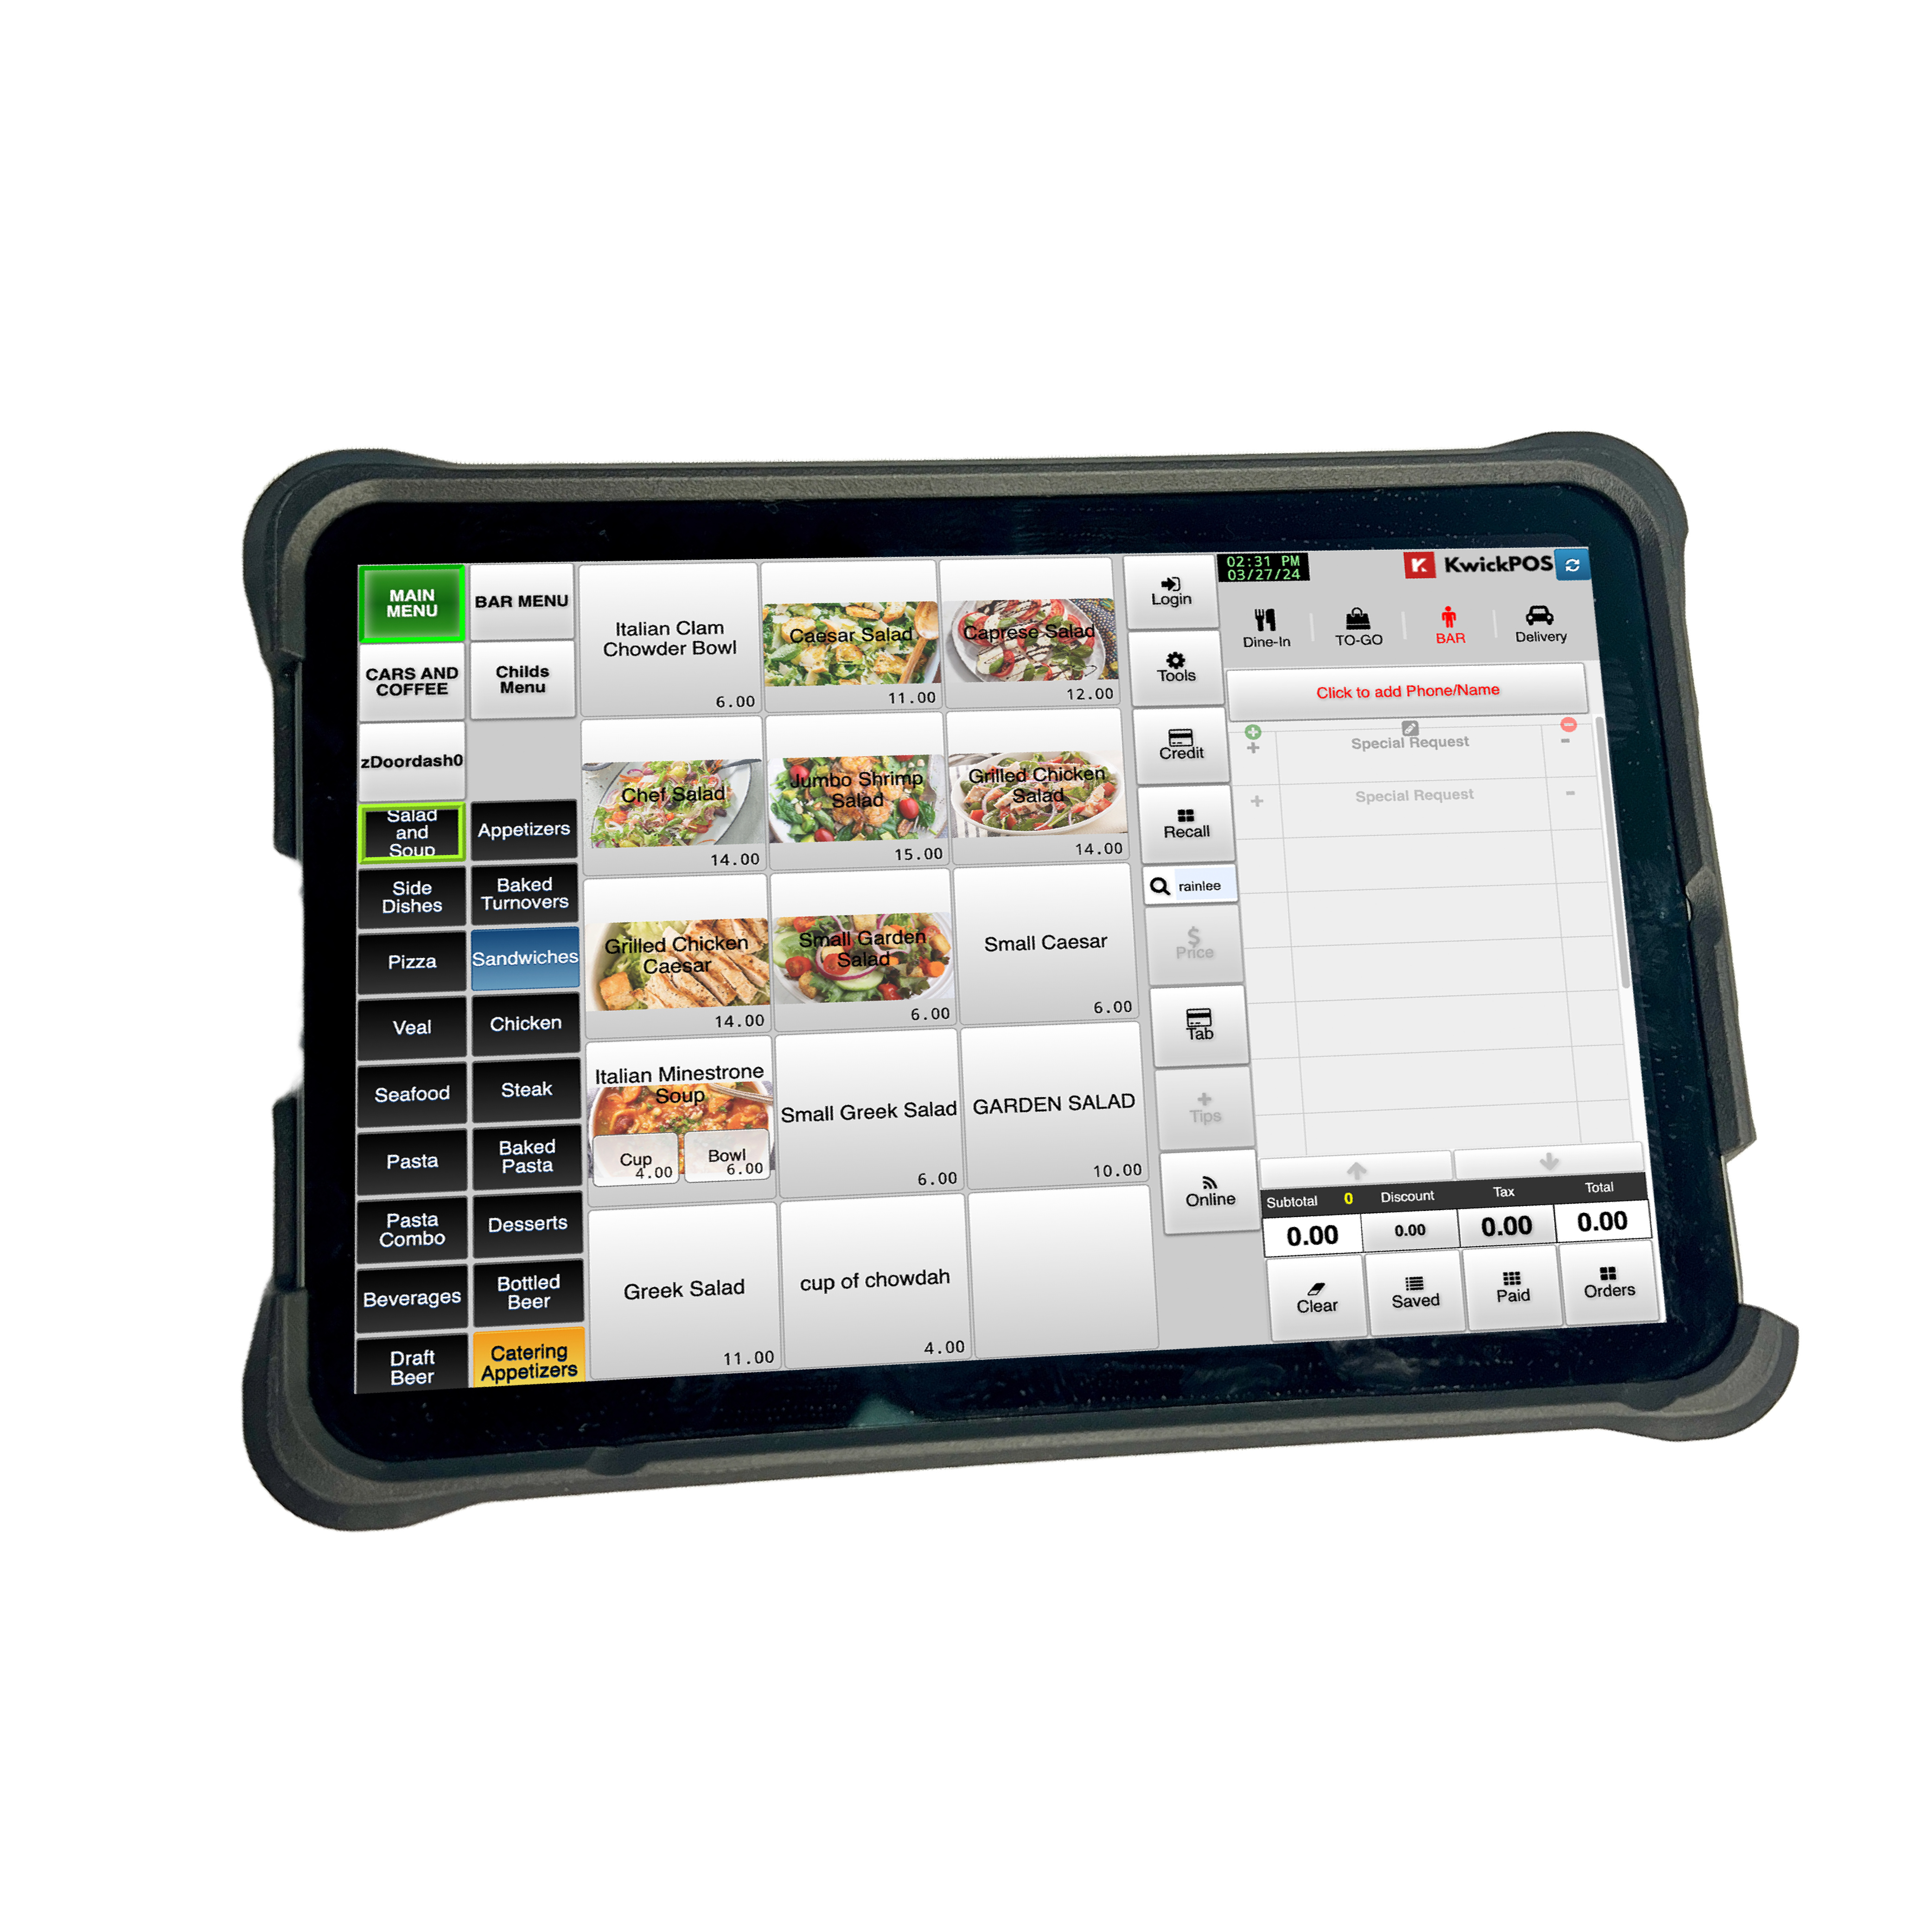 MAIN
MENU
BAR MENU
CARS AND
COFFEE
Childs
Menu
zDoordash0
Salad
and
Soup
Appetizers
Side
Dishes
Baked
Turnovers
Pizza
Sandwiches
Veal
Chicken
Seafood
Steak
Pasta
Baked
Pasta
Pasta
Combo
Desserts
Beverages
Bottled
Beer
Draft
Beer
Catering
Appetizers
Italian Clam
Chowder Bowl
6.00
Caesar Salad
11.00
Caprese Salad
12.00
Chef Salad
14.00
Jumbo Shrimp
Salad
15.00
Grilled Chicken
Salad
14.00
Grilled Chicken
Caesar
14.00
Small Garden
Salad
6.00
Small Caesar
6.00
Italian Minestrone
Soup
Cup
4.00
Bowl
6.00
Small Greek Salad
6.00
GARDEN SALAD
10.00
Greek Salad
11.00
cup of chowdah
4.00
Login
Tools
Credit
Recall
rainlee
$
Price
Tab
Tips
Online
02:31 PM
03/27/24
K KwickPOS
Dine-In
TO-GO
BAR
Delivery
Click to add Phone/Name
+ Special Request -
+ Special Request -
Subtotal 0 Discount Tax Total
0.00 0.00 0.00 0.00
Clear
Saved
Paid
Orders